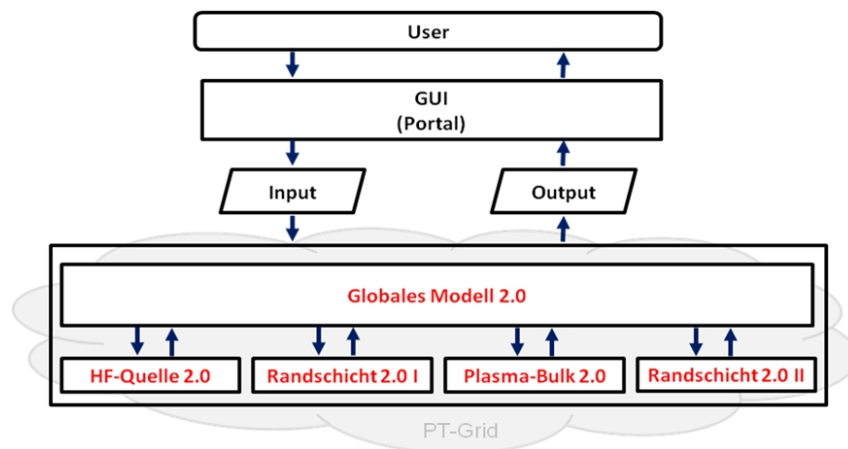 User
GUI
(Portal)
Input
Output
Globales Modell 2.0
HF-Quelle 2.0
Randschicht 2.0 I
Plasma-Bulk 2.0
Randschicht 2.0 II
PT-Grid